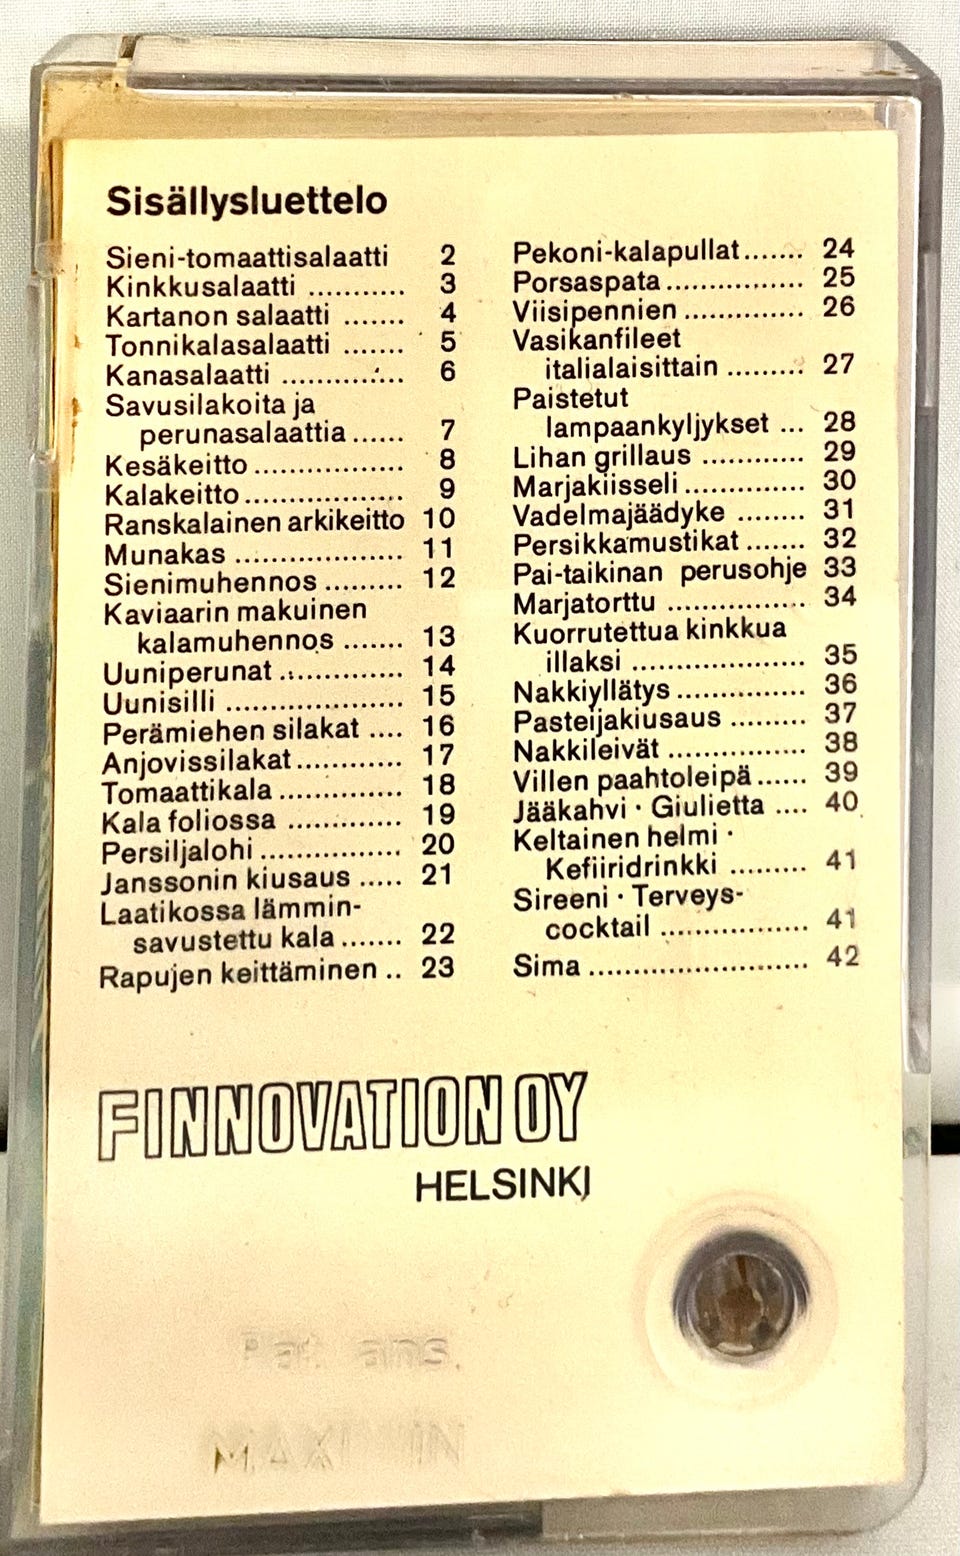 Sisällysluettelo
Sieni-tomaattisalaatti 2
Kinkkusalaatti ........... 3
Kartanon salaatti ....... 4
Tonnikalasalaatti ....... 5
Kanasalaatti .............. 6
Savusilakoita ja
perunasalaattia ...... 7
Kesäkeitto ................. 8
Kalakeitto .................. 9
Ranskalainen arkikeitto 10
Munakas ................... 11
Sienimuhennos ......... 12
Kaviaarin makuinen
kalamuhennos ....... 13
Uuniperunat .............. 14
Uunisilli .................... 15
Perämiehen silakat .... 16
Anjovissilakat ............ 17
Tomaattikala .............. 18
Kala foliossa ............. 19
Persiljalohi ................ 20
Janssonin kiusaus ..... 21
Laatikossa lämmin-
savustettu kala ....... 22
Rapujen keittäminen .. 23
Pekoni-kalapullat ....... 24
Porsaspata ................ 25
Viisipennien .............. 26
Vasikanfileet
italialaisittain ......... 27
Paistetut
lampaankyljykset ... 28
Lihan grillaus ............ 29
Marjakiisseli .............. 30
Vadelmajäädyke ........ 31
Persikkamustikat ....... 32
Pai-taikinan perusohje 33
Marjatorttu ................ 34
Kuorrutettua kinkkua
illaksi .................... 35
Nakkiyllätys ............... 36
Pasteijakiusaus ......... 37
Nakkileivät ................ 38
Villen paahtoleipä ...... 39
Jääkahvi · Giulietta .... 40
Keltainen helmi ·
Kefiiridrinkki ......... 41
Sireeni · Terveys-
cocktail ................. 41
Sima ......................... 42
FINNOVATION OY
HELSINKI
Pat. ans.